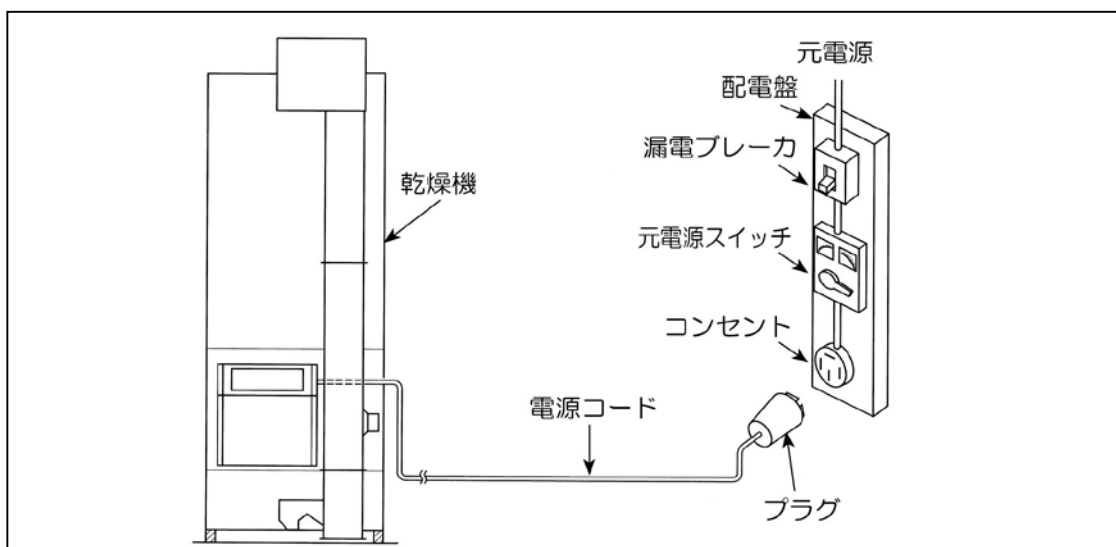 元電源
配電盤
漏電ブレーカ
乾燥機
元電源スイッチ
コンセント
電源コード
プラグ